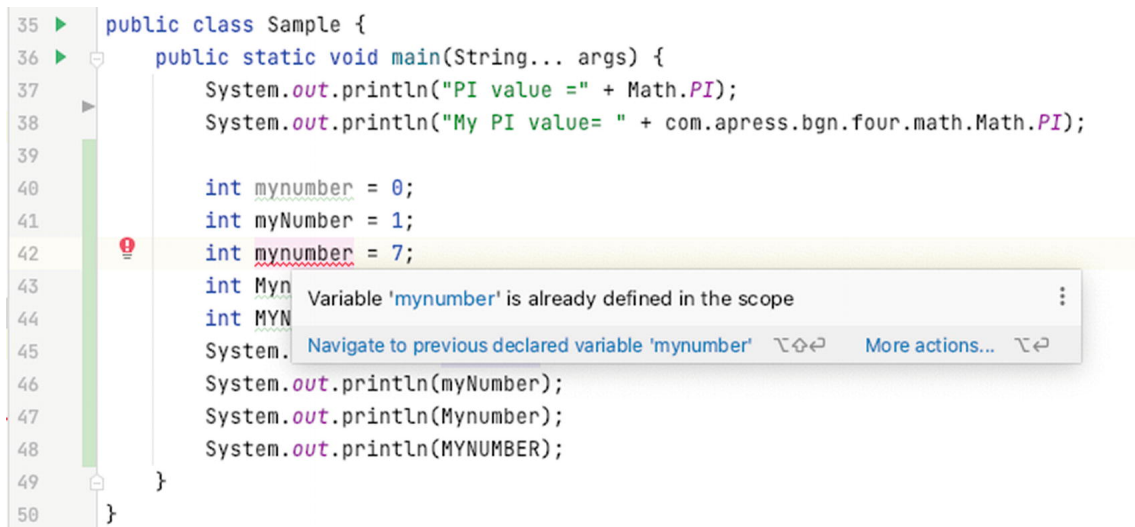 35 public class Sample {
36 public static void main(String... args) {
37 System.out.println("PI value =" + Math.PI);
38 System.out.println("My PI value= " + com.apress.bgn.four.math.Math.PI);
39
40 int mynumber = 0;
41 int myNumber = 1;
42 int mynumber = 7;
43 int Myn
Variable 'mynumber' is already defined in the scope
44 int MYN
45 System.
Navigate to previous declared variable 'mynumber' ⌥⇧⏎ More actions... ⌥⏎
46 System.out.println(myNumber);
47 System.out.println(Mynumber);
48 System.out.println(MYNUMBER);
49 }
50 }